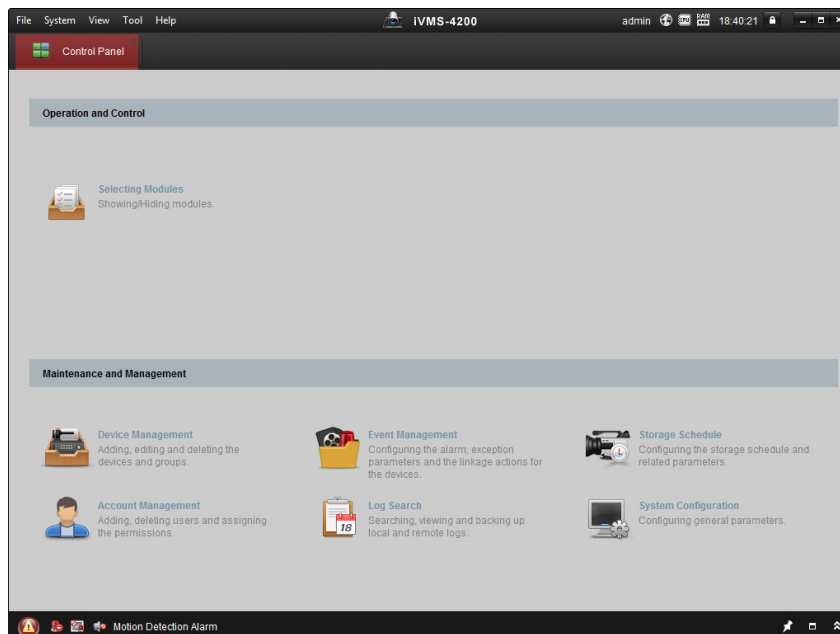 File System View Tool Help
iVMS-4200
admin CPU RAM 18:40:21
Control Panel
Operation and Control
Selecting Modules
Showing/Hiding modules.
Maintenance and Management
Device Management
Adding, editing and deleting the
devices and groups.
Event Management
Configuring the alarm, exception
parameters and the linkage actions for
the devices.
Storage Schedule
Configuring the storage schedule and
related parameters.
Account Management
Adding, deleting users and assigning
the permissions.
Log Search
Searching, viewing and backing up
local and remote logs.
18
System Configuration
Configuring general parameters.
Motion Detection Alarm